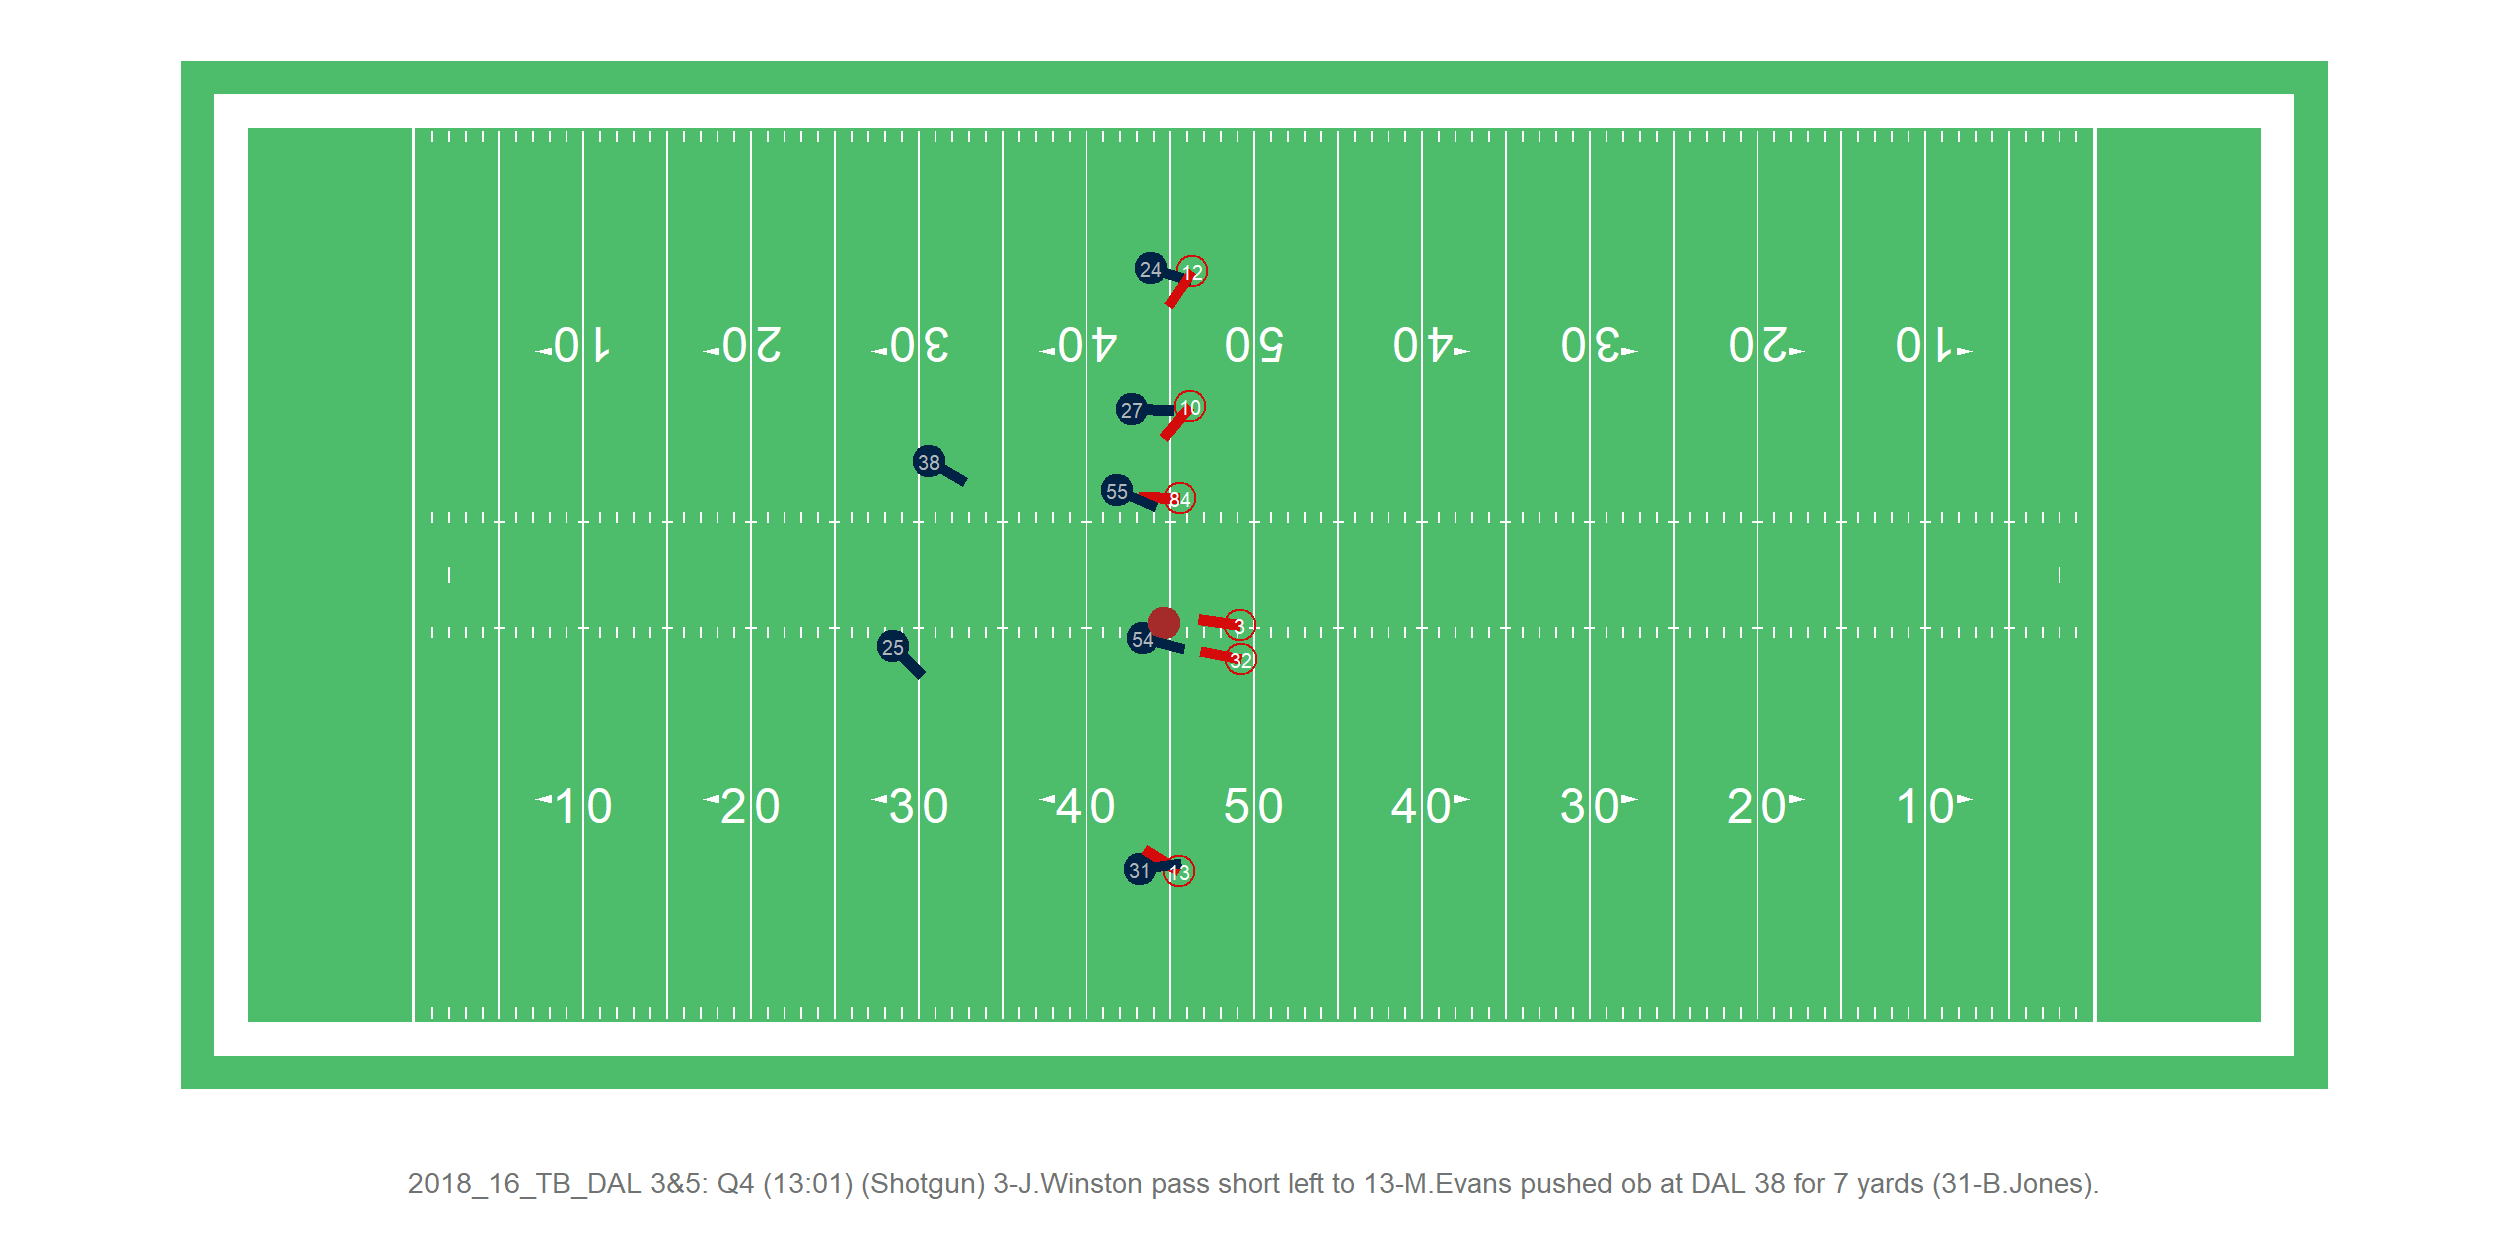 24 12
10 20 30 40 50 40 30 20 10
27 10
38
55 84
3
54
25 32
10 20 30 40 50 40 30 20 10
31 13
2018_16_TB_DAL 3&5: Q4 (13:01) (Shotgun) 3-J.Winston pass short left to 13-M.Evans pushed ob at DAL 38 for 7 yards (31-B.Jones).